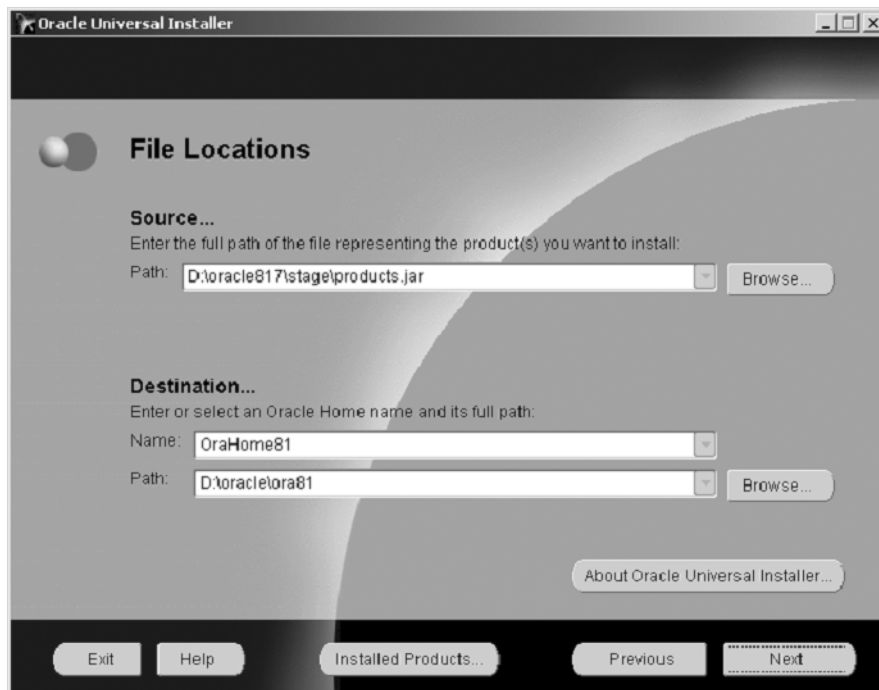 Oracle Universal Installer
File Locations
Source...
Enter the full path of the file representing the product(s) you want to install:
Path: D:\oracle817\stage\products.jar Browse...
Destination...
Enter or select an Oracle Home name and its full path:
Name: OraHome81
Path: D:\oracle\ora81 Browse...
About Oracle Universal Installer...
Exit Help Installed Products... Previous Next